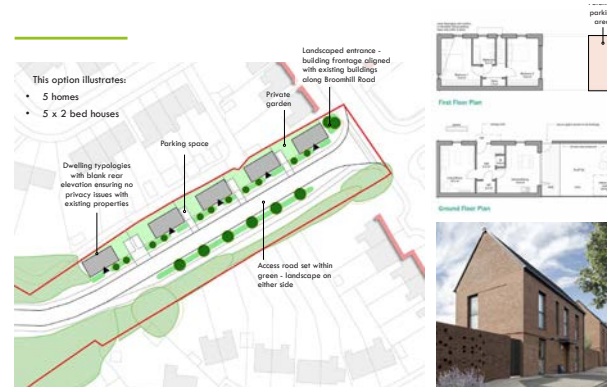 This option illustrates:
• 5 homes
• 5 x 2 bed houses
Landscaped entrance -
building frontage aligned
with existing buildings
along Broomhill Road
Private
garden
Parking space
Dwelling typologies
with blank rear
elevation ensuring no
privacy issues with
existing properties
Access road set within
green - landscape on
either side
parki
area
First Floor Plan
Ground Floor Plan